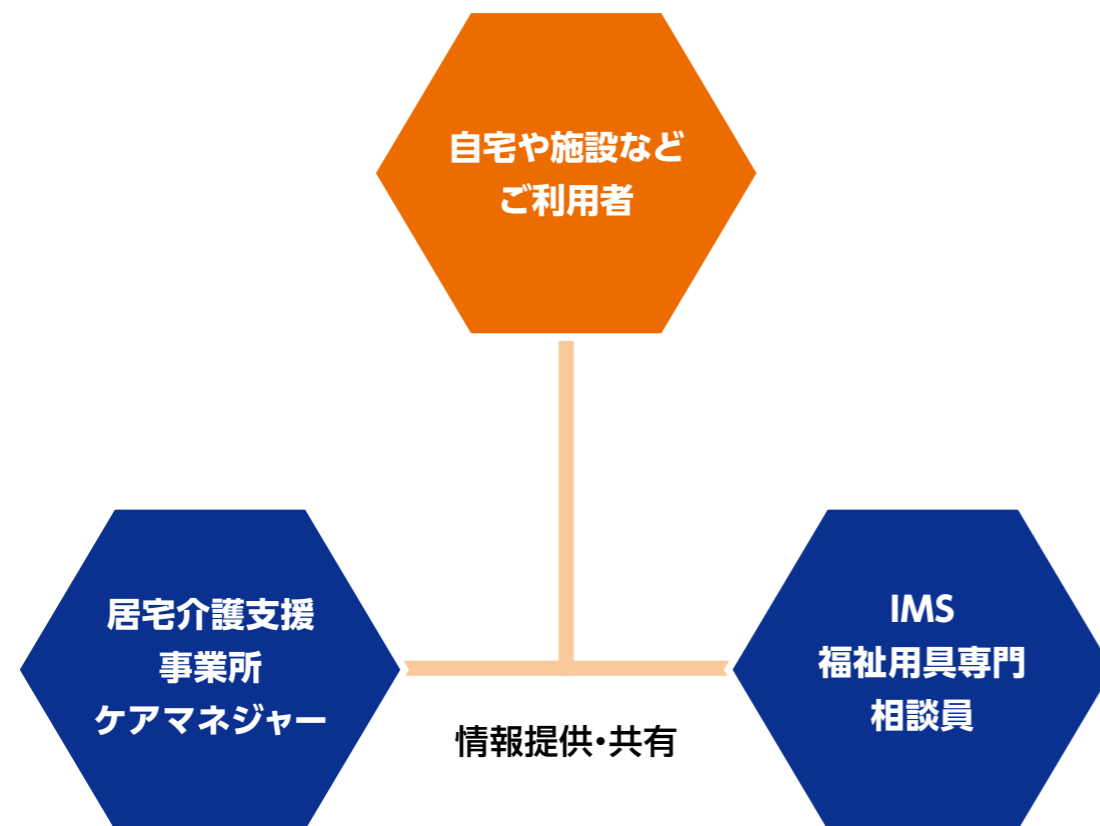 自宅や施設など
ご利用者
居宅介護支援
事業所
ケアマネジャー
IMS
福祉用具専門
相談員
情報提供・共有